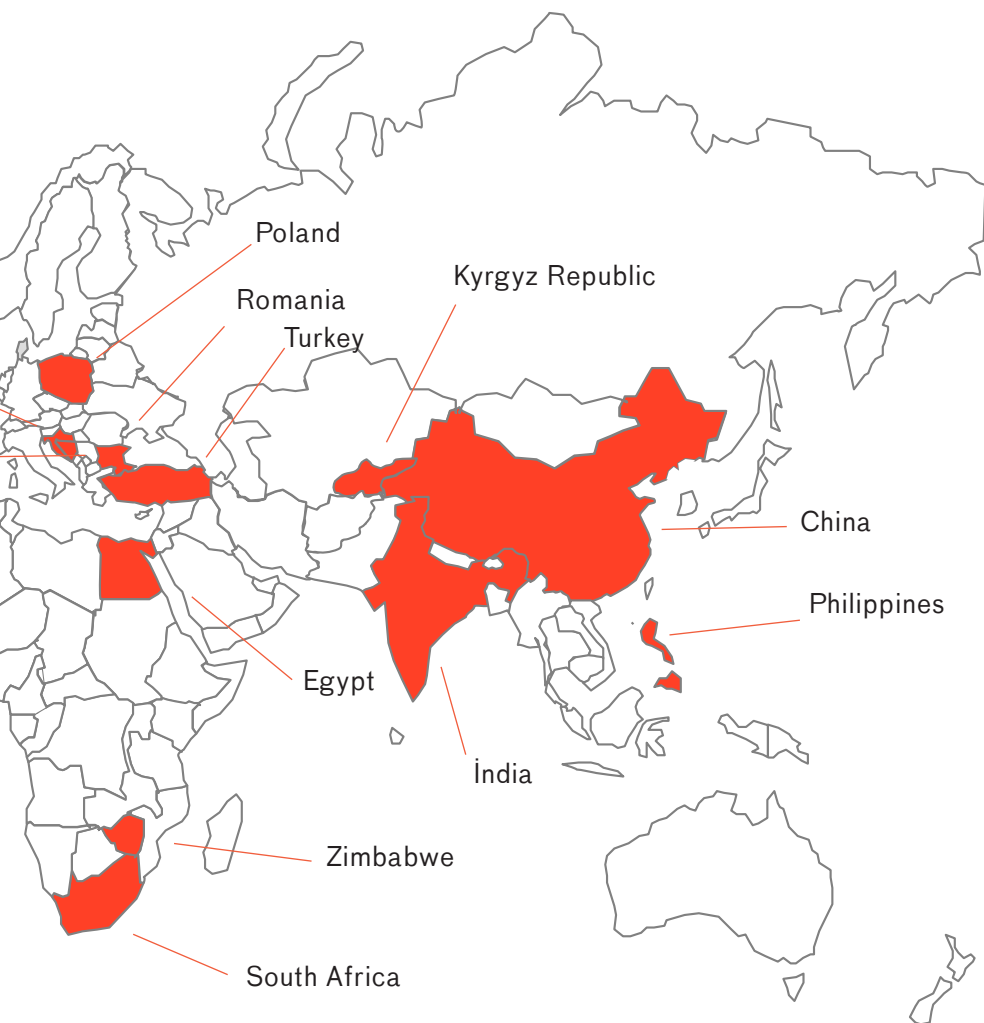 Poland
Kyrgyz Republic
Romania
Turkey
China
Philippines
Egypt
İndia
Zimbabwe
South Africa